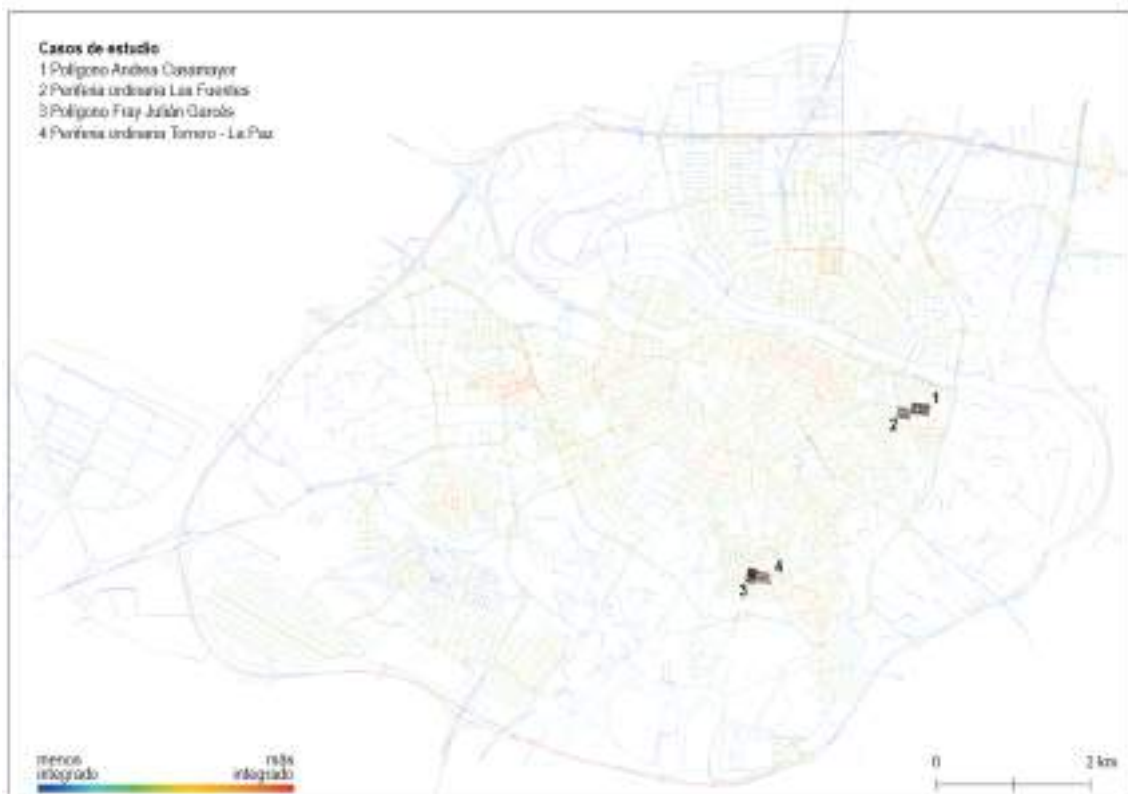 Casos de estudio
1 Polígono Andrea Casamayor
2 Periferia ordinaria Las Fuentes
3 Polígono Fray Julián Garcés
4 Periferia ordinaria Torrero - La Paz
1
2
4
3
menos integrado
más integrado
0
2 km